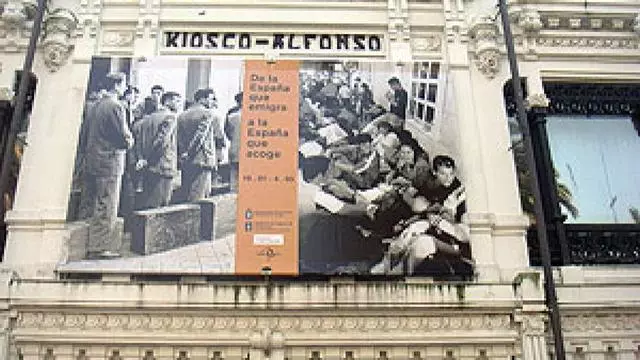 KIOSCO-ALFONSO
De la
España
que
emigra
a la
España
que
acoge